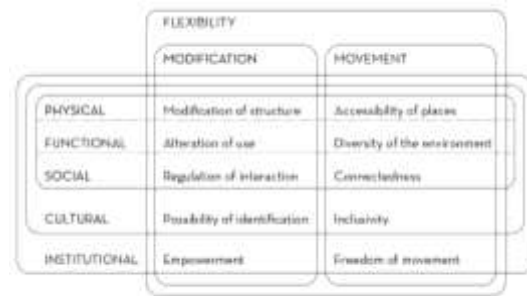 FLEXIBILITY
MODIFICATION MOVEMENT
PHYSICAL Modification of structure Accessibility of places
FUNCTIONAL Alteration of use Diversity of the environment
SOCIAL Regulation of interaction Connectedness
CULTURAL Possibility of identification Inclusivity
INSTITUTIONAL Empowerment Freedom of movement